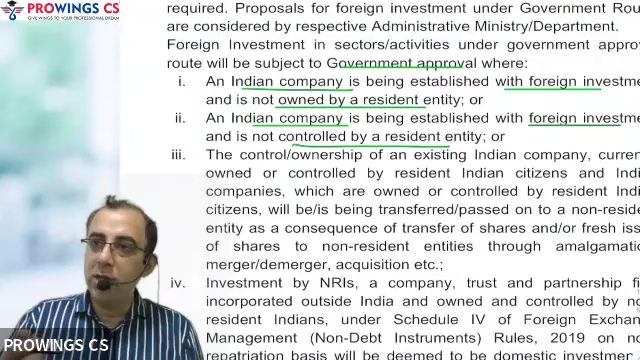 PROWINGS CS
GIVE WINGS TO YOUR PROFESSIONAL DREAM
required. Proposals for foreign investment under Government Rou
are considered by respective Administrative Ministry/Department.
Foreign Investment in sectors/activities under government approv
route will be subject to Government approval where:
i. An Indian company is being established with foreign investme
and is not owned by a resident entity; or
ii. An Indian company is being established with foreign investme
and is not controlled by a resident entity; or
iii. The control/ownership of an existing Indian company, curren
owned or controlled by resident Indian citizens and Indi
companies, which are owned or controlled by resident Indi
citizens, will be/is being transferred/passed on to a non-reside
entity as a consequence of transfer of shares and/or fresh iss
of shares to non-resident entities through amalgamati
merger/demerger, acquisition etc.;
iv. Investment by NRIs, a company, trust and partnership fi
incorporated outside India and owned and controlled by no
resident Indians, under Schedule IV of Foreign Exchan
Management (Non-Debt Instruments) Rules, 2019 on no
repatriation basis will be deemed to be domestic investment
PROWINGS CS